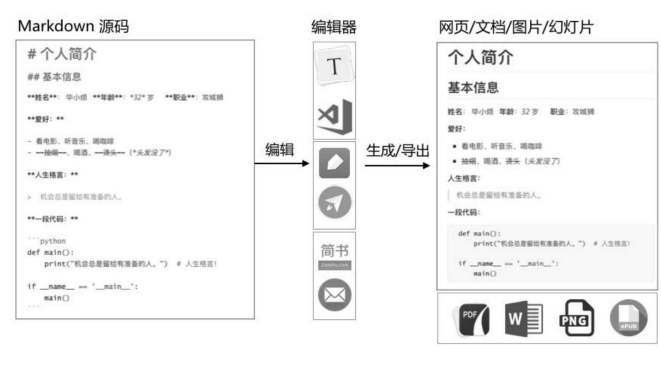 Markdown 源码
# 个人简介
## 基本信息
**姓名**： 毕小烦 **年龄**： *32* 岁 **职业**： 攻城狮
**爱好：**
- 看电影、听音乐、喝咖啡
- ~~抽烟~~、喝酒、~~烫头~~（*头发没了*）
**人生格言：**
> 机会总是留给有准备的人。
**一段代码：**
```python
def main():
print("机会总是留给有准备的人。") # 人生格言!
if __name__ == '__main__':
main()
```
编辑
编辑器
T
简书
生成/导出
网页/文档/图片/幻灯片
个人简介
基本信息
姓名： 毕小烦 年龄： 32 岁 职业： 攻城狮
爱好：
• 看电影、听音乐、喝咖啡
• 抽烟、喝酒、烫头（头发没了）
人生格言：
机会总是留给有准备的人。
一段代码：
def main():
print("机会总是留给有准备的人。") # 人生格言!
if __name__ == '__main__':
main()
PDF
W
PNG
ePUB